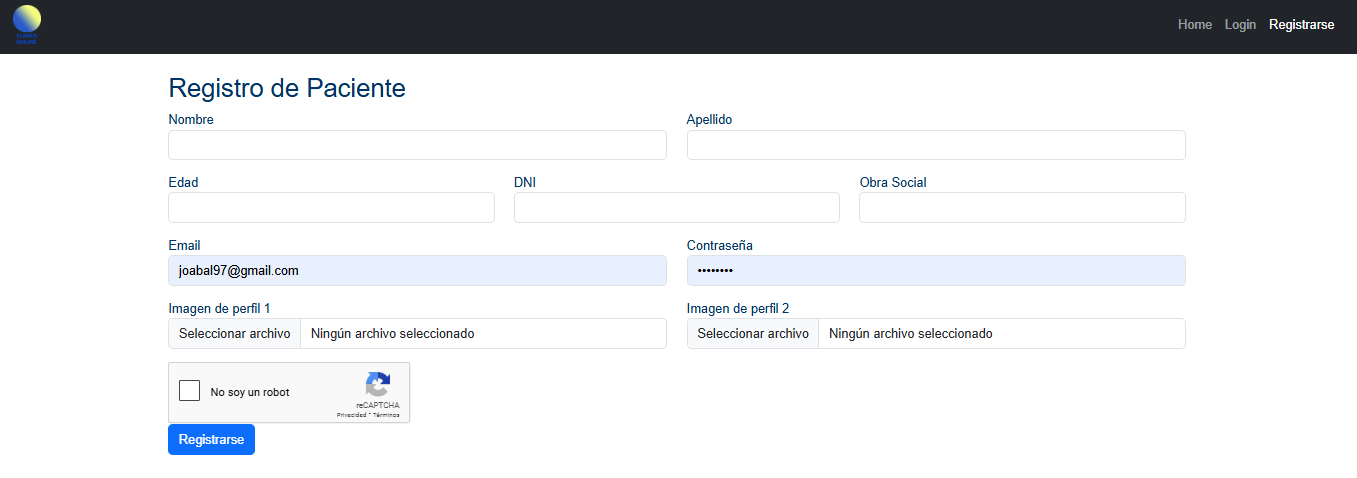 CLINICA
ONLINE
Home Login Registrarse
Registro de Paciente
Nombre Apellido
Edad DNI Obra Social
Email Contraseña
joabal97@gmail.com ••••••••
Imagen de perfil 1 Imagen de perfil 2
Seleccionar archivo Ningún archivo seleccionado Seleccionar archivo Ningún archivo seleccionado
No soy un robot
reCAPTCHA
Privacidad - Términos
Registrarse